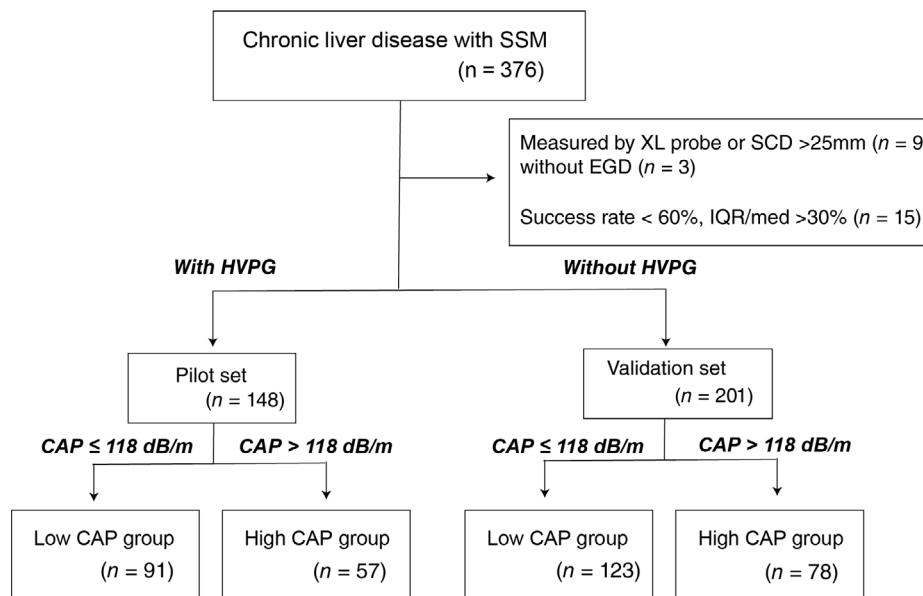 Chronic liver disease with SSM
(n = 376)
Measured by XL probe or SCD >25mm (n = 9
without EGD (n = 3)
Success rate < 60%, IQR/med >30% (n = 15)
With HVPG
Without HVPG
Pilot set
(n = 148)
Validation set
(n = 201)
CAP ≤ 118 dB/m
CAP > 118 dB/m
CAP ≤ 118 dB/m
CAP > 118 dB/m
Low CAP group
(n = 91)
High CAP group
(n = 57)
Low CAP group
(n = 123)
High CAP group
(n = 78)